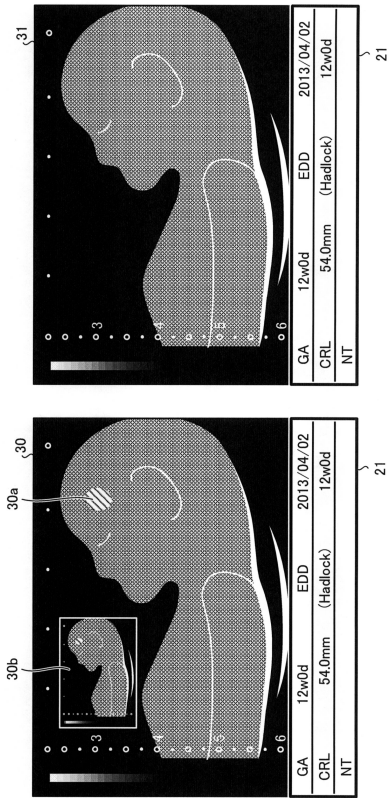 30b
30a
30
3
4
5
6
GA 12w0d EDD 2013/04/02
CRL 54.0mm (Hadlock) 12w0d
NT
21
31
3
4
5
6
GA 12w0d EDD 2013/04/02
CRL 54.0mm (Hadlock) 12w0d
NT
21